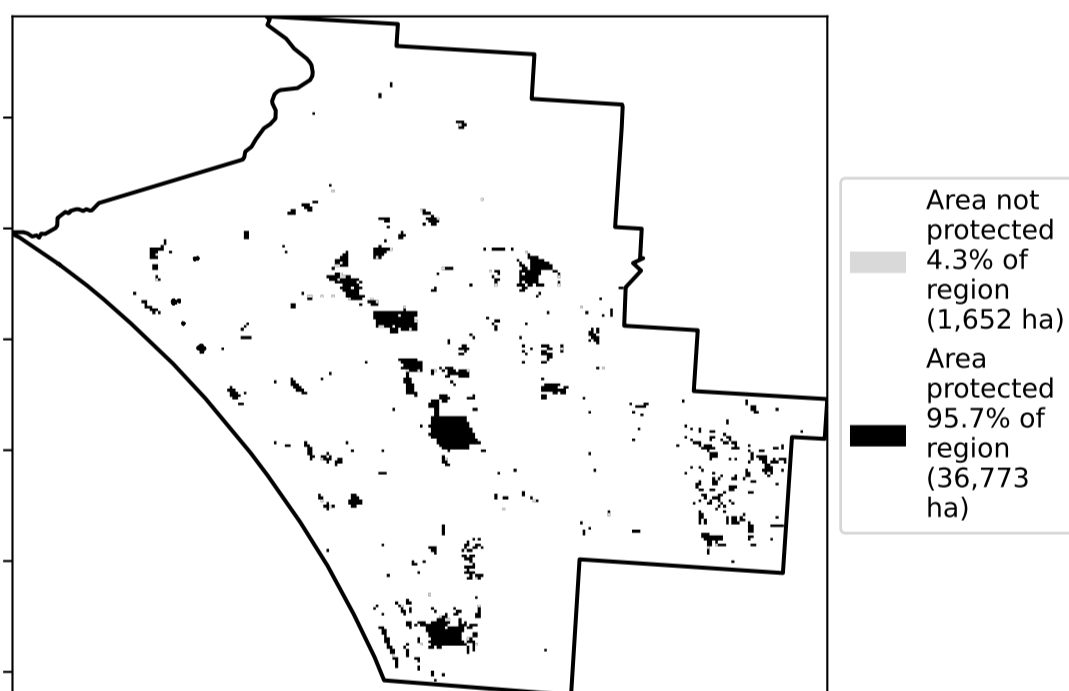 Area not
protected
4.3% of
region
(1,652 ha)
Area
protected
95.7% of
region
(36,773
ha)